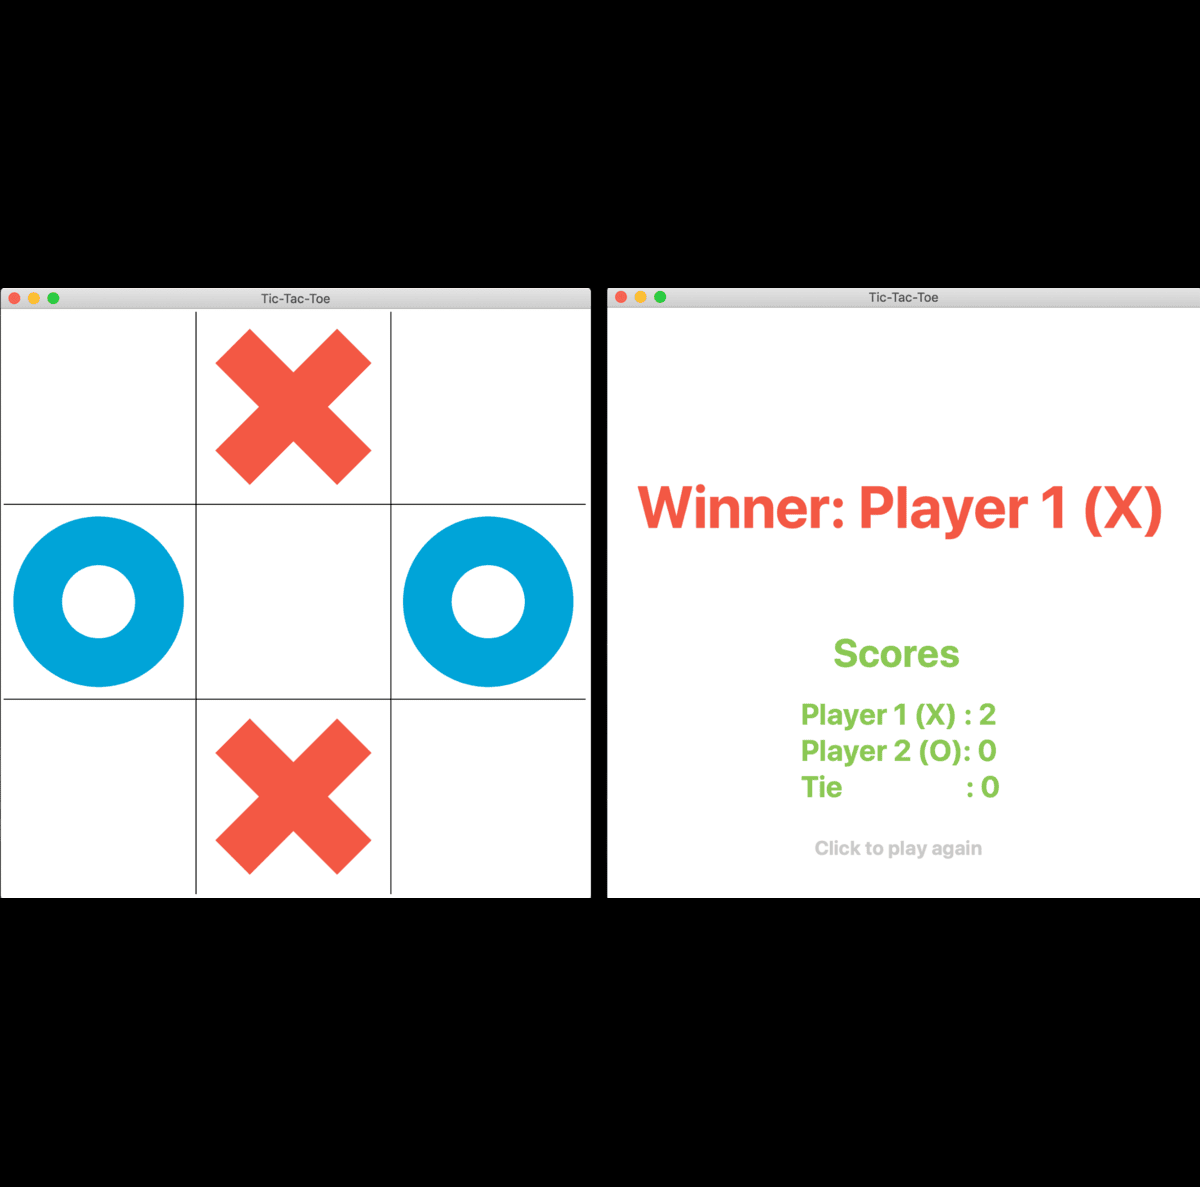 Tic-Tac-Toe
Tic-Tac-Toe
Winner: Player 1 (X)
Scores
Player 1 (X) : 2
Player 2 (O): 0
Tie : 0
Click to play again